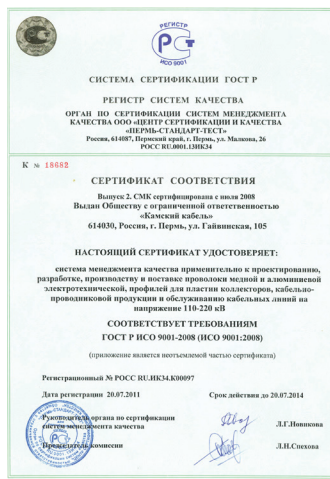 РЕГИСТР
ИСО 9001
СИСТЕМА СЕРТИФИКАЦИИ ГОСТ Р
РЕГИСТР СИСТЕМ КАЧЕСТВА
ОРГАН ПО СЕРТИФИКАЦИИ СИСТЕМ МЕНЕДЖМЕНТА
КАЧЕСТВА ООО «ЦЕНТР СЕРТИФИКАЦИИ И КАЧЕСТВА
«ПЕРМЬ-СТАНДАРТ-ТЕСТ»
Россия, 614087, Пермский край, г. Пермь, ул. Малкова, 26
РОСС RU.0001.13ИК34
К № 18682
СЕРТИФИКАТ СООТВЕТСТВИЯ
Выпуск 2. СМК сертифицирована с июля 2008
Выдан Обществу с ограниченной ответственностью
«Камский кабель»
614030, Россия, г. Пермь, ул. Гайвинская, 105
НАСТОЯЩИЙ СЕРТИФИКАТ УДОСТОВЕРЯЕТ:
система менеджмента качества применительно к проектированию,
разработке, производству и поставке проволоки медной и алюминиевой
электротехнической, профилей для пластин коллекторов, кабельно-
проводниковой продукции и обслуживанию кабельных линий на
напряжение 110-220 кВ
СООТВЕТСТВУЕТ ТРЕБОВАНИЯМ
ГОСТ Р ИСО 9001-2008 (ИСО 9001:2008)
(приложение является неотъемлемой частью сертификата)
Регистрационный № РОСС RU.ИК34.К00097
Дата регистрации 20.07.2011 Срок действия до 20.07.2014
Руководитель органа по сертификации
систем менеджмента качества Л.Г.Новикова
Председатель комиссии Л.Н.Спехова